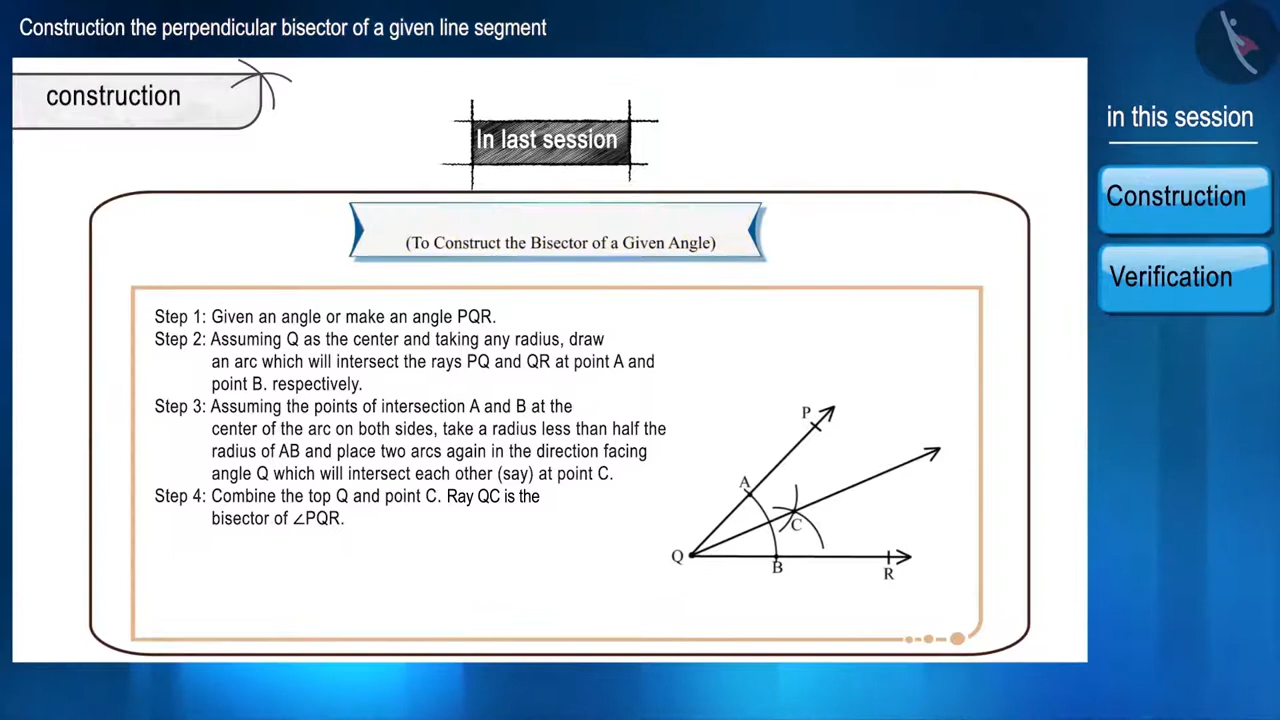 Construction the perpendicular bisector of a given line segment
construction
In last session
in this session
Construction
Verification
(To Construct the Bisector of a Given Angle)
Step 1: Given an angle or make an angle PQR.
Step 2: Assuming Q as the center and taking any radius, draw
an arc which will intersect the rays PQ and QR at point A and
point B. respectively.
Step 3: Assuming the points of intersection A and B at the
center of the arc on both sides, take a radius less than half the
radius of AB and place two arcs again in the direction facing
angle Q which will intersect each other (say) at point C.
Step 4: Combine the top Q and point C. Ray QC is the
bisector of ∠PQR.
P
A
C
Q
B
R